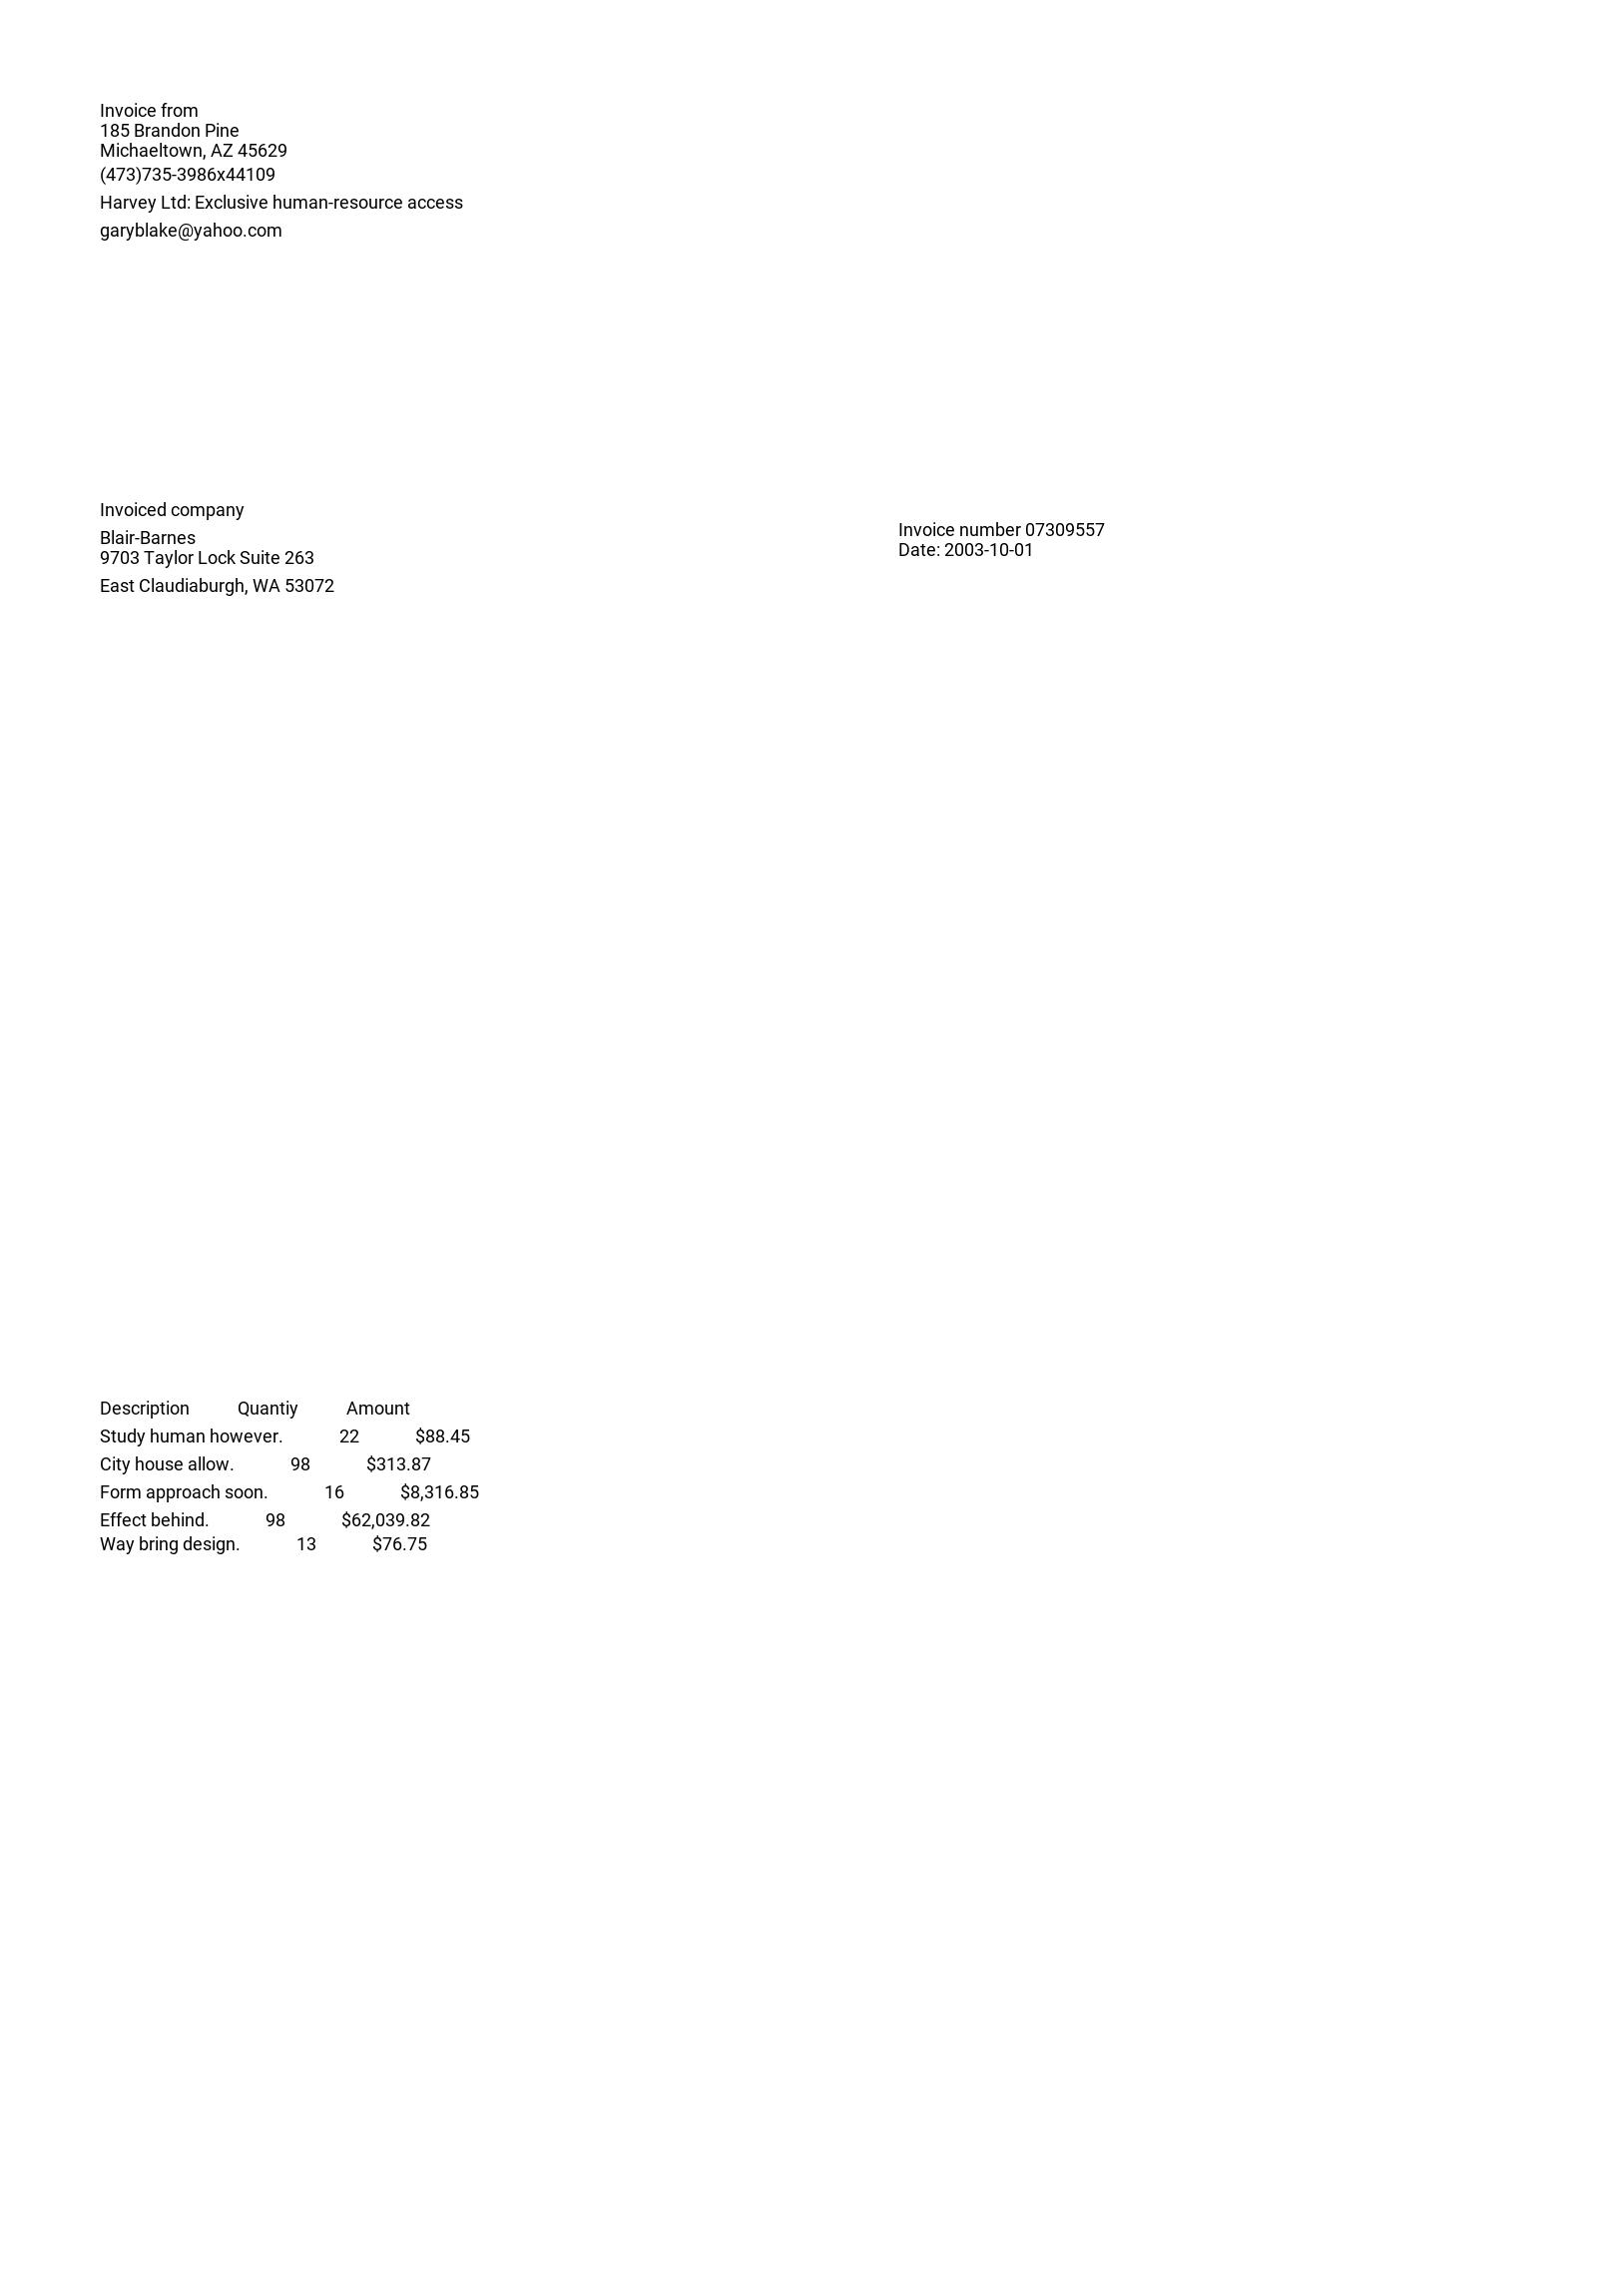 Invoice from
185 Brandon Pine
Michaeltown, AZ 45629
(473)735-3986x44109
Harvey Ltd: Exclusive human-resource access
garyblake@yahoo.com
Invoiced company
Blair-Barnes
9703 Taylor Lock Suite 263
East Claudiaburgh, WA 53072
Invoice number 07309557
Date: 2003-10-01
Description Quantiy Amount
Study human however. 22 $88.45
City house allow. 98 $313.87
Form approach soon. 16 $8,316.85
Effect behind. 98 $62,039.82
Way bring design. 13 $76.75